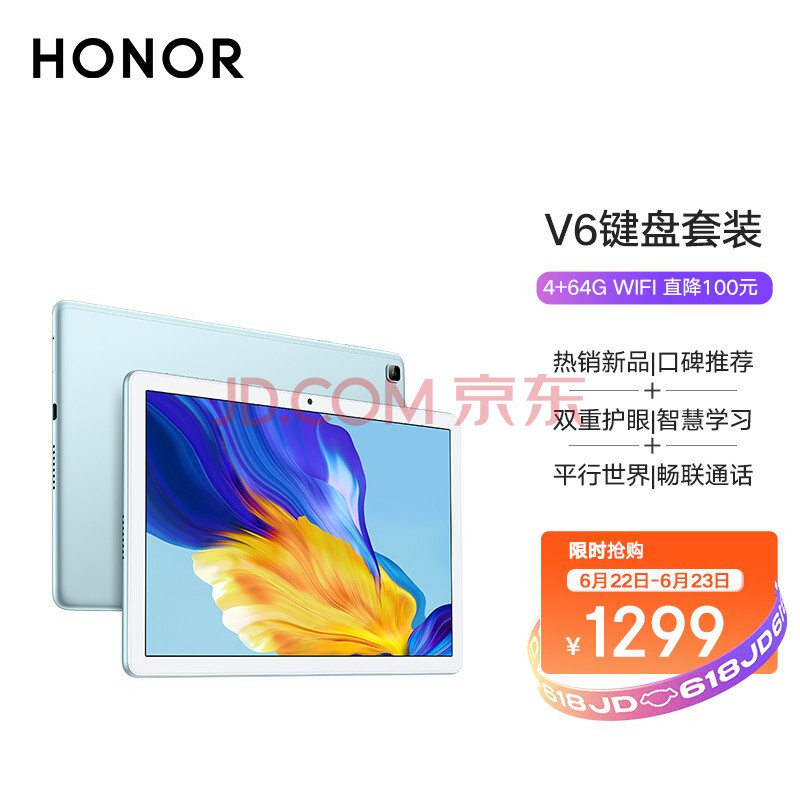 HONOR
V6键盘套装
4+64G WIFI 直降100元
热销新品|口碑推荐
+
双重护眼|智慧学习
+
平行世界|畅联通话
JD.COM 京东
限时抢购
6月22日-6月23日
¥1299
618JD 618JD61